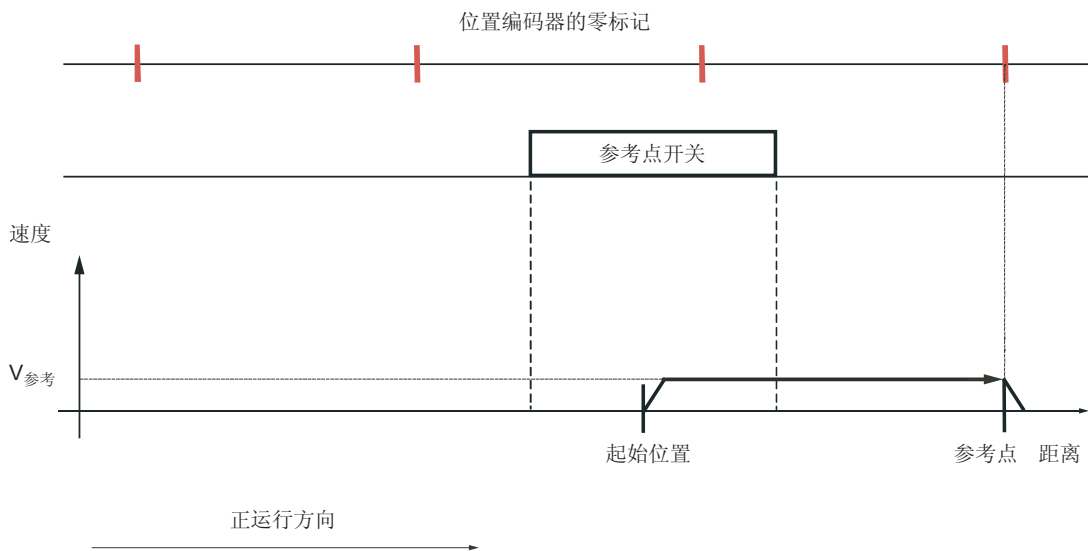 位置编码器的零标记
参考点开关
速度
V参考
起始位置
参考点
距离
正运行方向